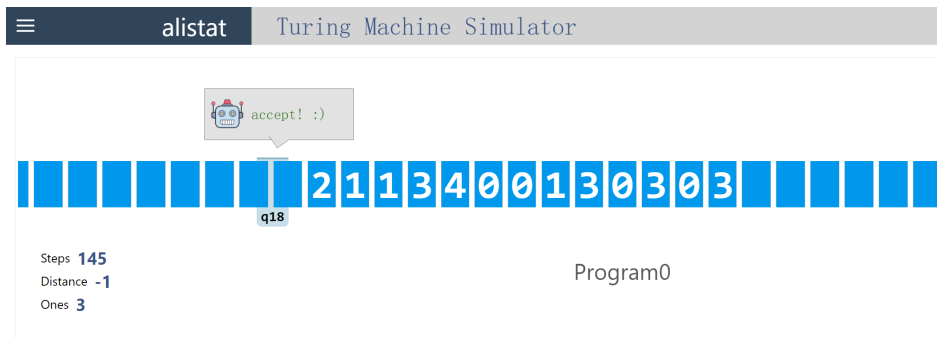 alistat Turing Machine Simulator
accept! :)
2113400130303
q18
Steps 145
Distance -1
Ones 3
Program0